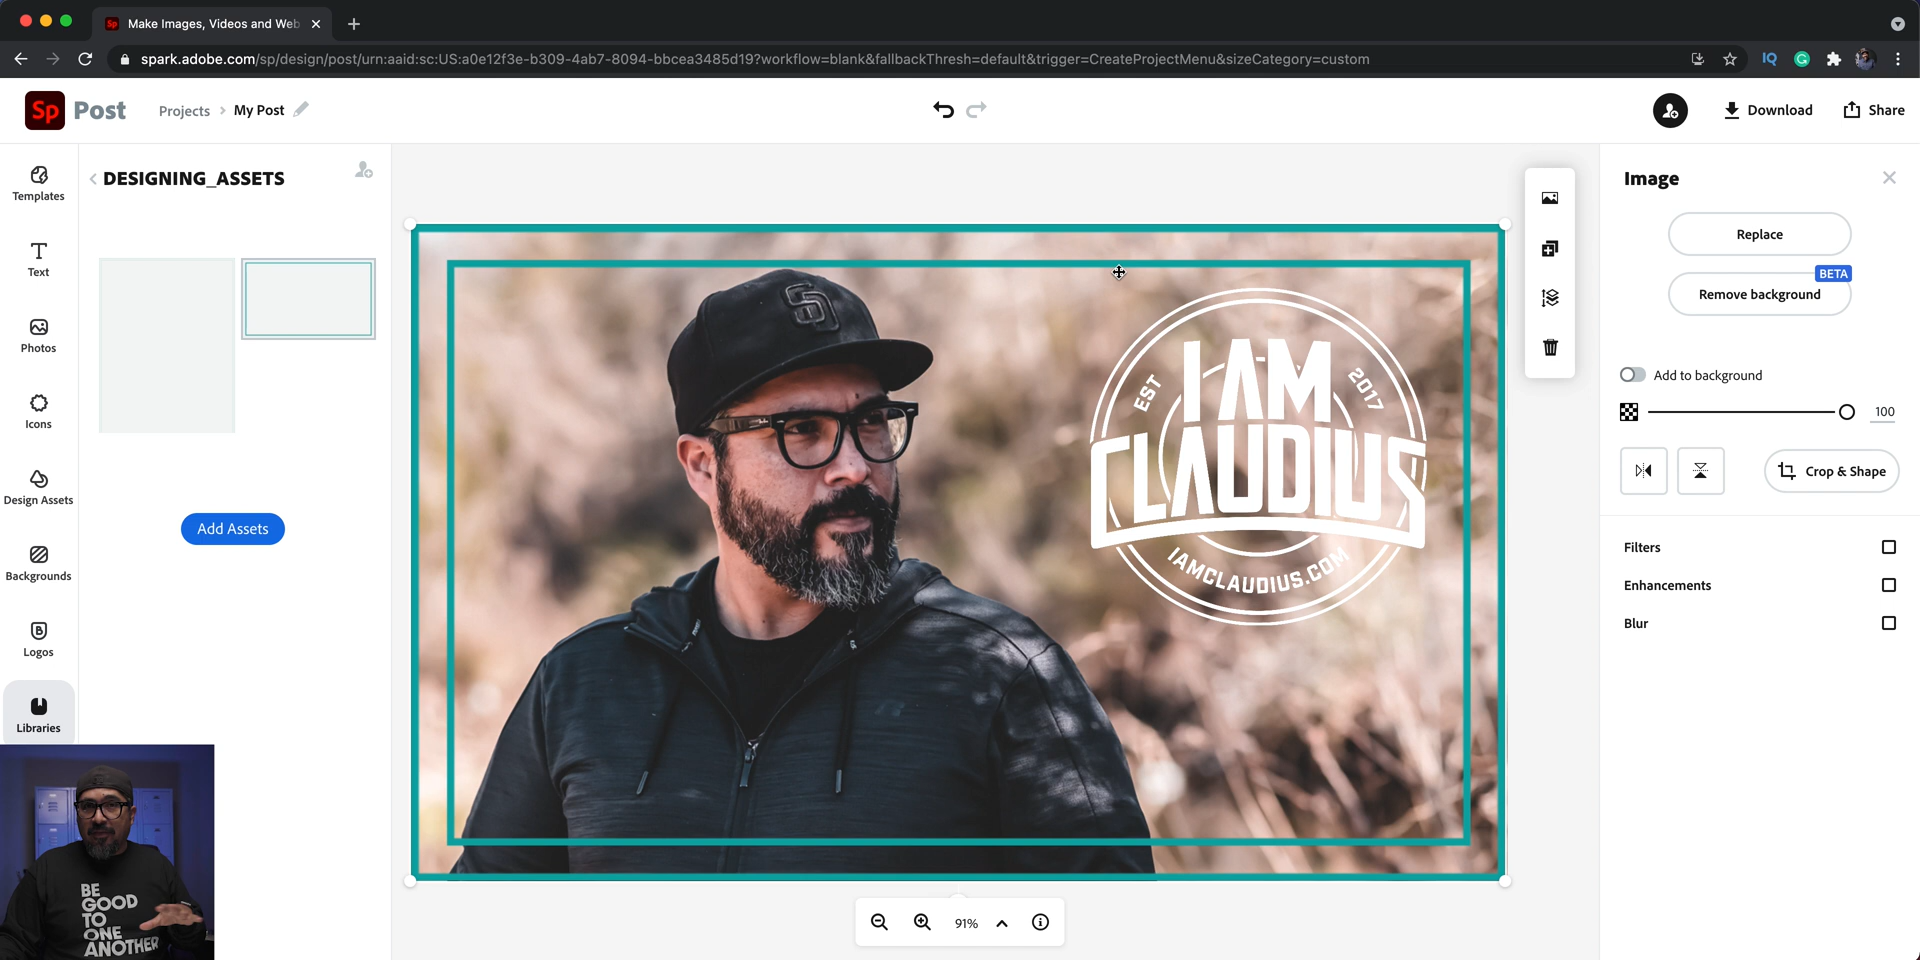 Sp Make Images, Videos and Web
spark.adobe.com/sp/design/post/urn:aaid:sc:US:a0e12f3e-b309-4ab7-8094-bbcea3485d19?workflow=blank&fallbackThresh=default&trigger=CreateProjectMenu&sizeCategory=custom
IQ
Sp Post
Projects > My Post
Download
Share
Templates
Text
Photos
Icons
Design Assets
Backgrounds
Logos
Libraries
DESIGNING_ASSETS
Add Assets
EST
2017
I AM
CLAUDIUS
IAMCLAUDIUS.COM
91%
Image
Replace
BETA
Remove background
Add to background
100
Crop & Shape
Filters
Enhancements
Blur
BE
GOOD
TO
ONE
ANOTHER